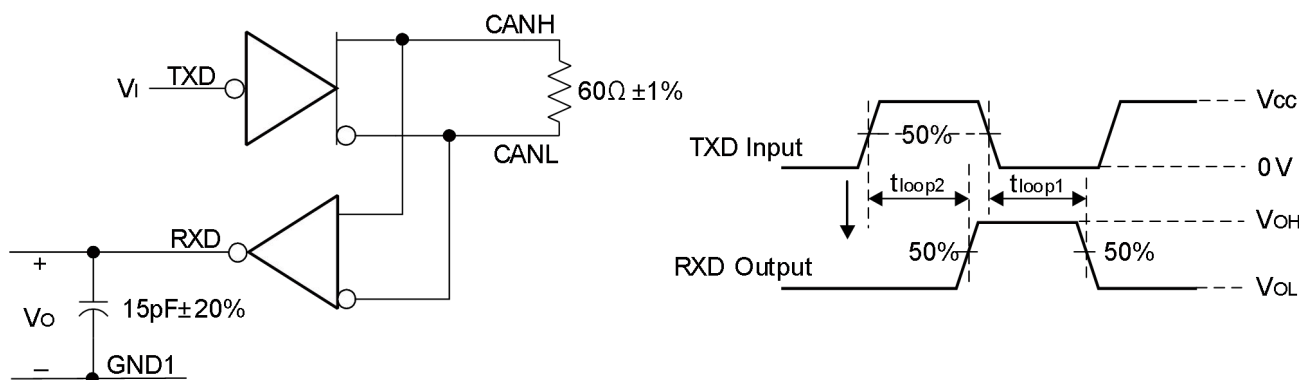 CANH
TXD
VI
60Ω ±1%
CANL
RXD
+
VO
15pF±20%
–
GND1
VCC
TXD Input
50%
0V
tloop2
tloop1
VOH
RXD Output
50%
50%
VOL